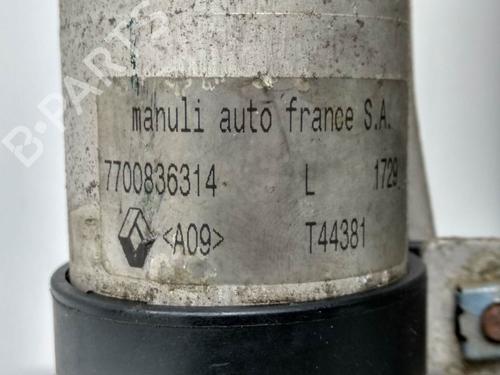 manuli auto france S.A.
7700836314 L 1729
<A09> T44381
B-PARTS